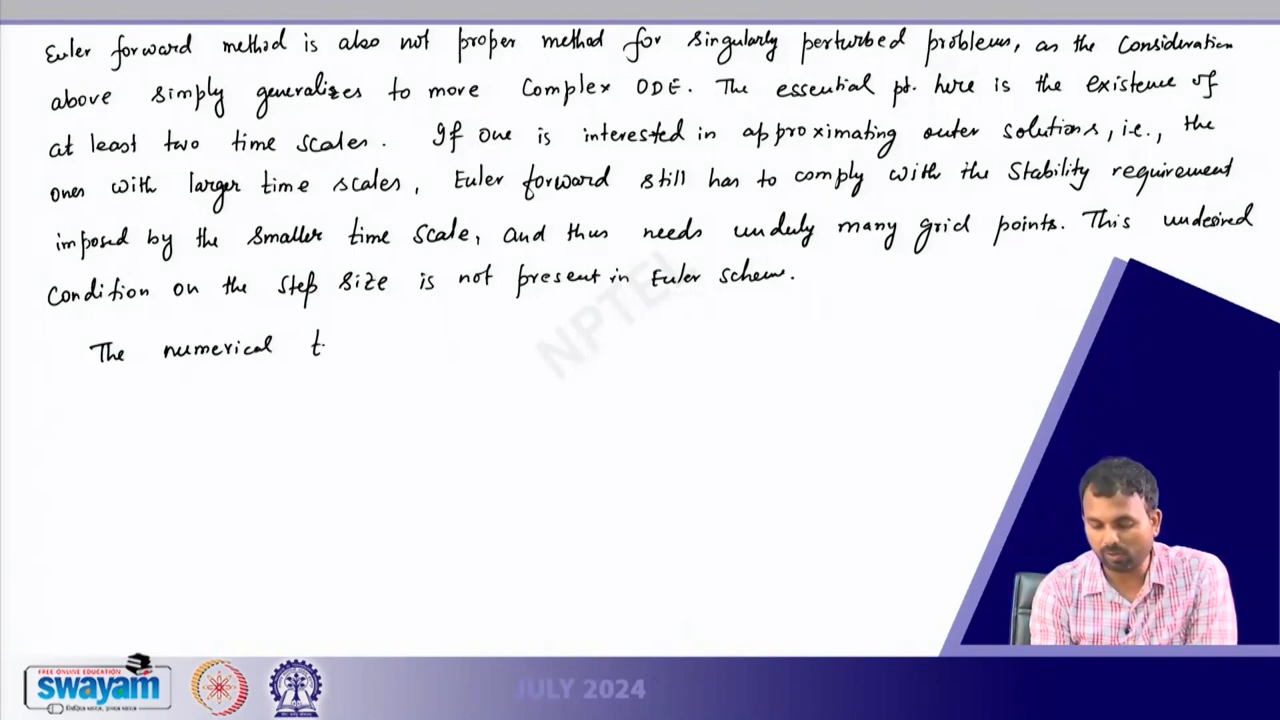 Euler forward method is also not proper method for singularly perturbed problems, as the Consideration
above simply generalizes to more Complex ODE. The essential pt. here is the existence of
at least two time scales. If one is interested in approximating outer solutions, i.e., the
ones with larger time scales, Euler forward still has to comply with the stability requirement
imposed by the smaller time scale, and thus needs unduly many grid points. This undesired
Condition on the step size is not present in Euler scheme.
The numerical t
NPTEL
FREE ONLINE EDUCATION
swayam
JULY 2024